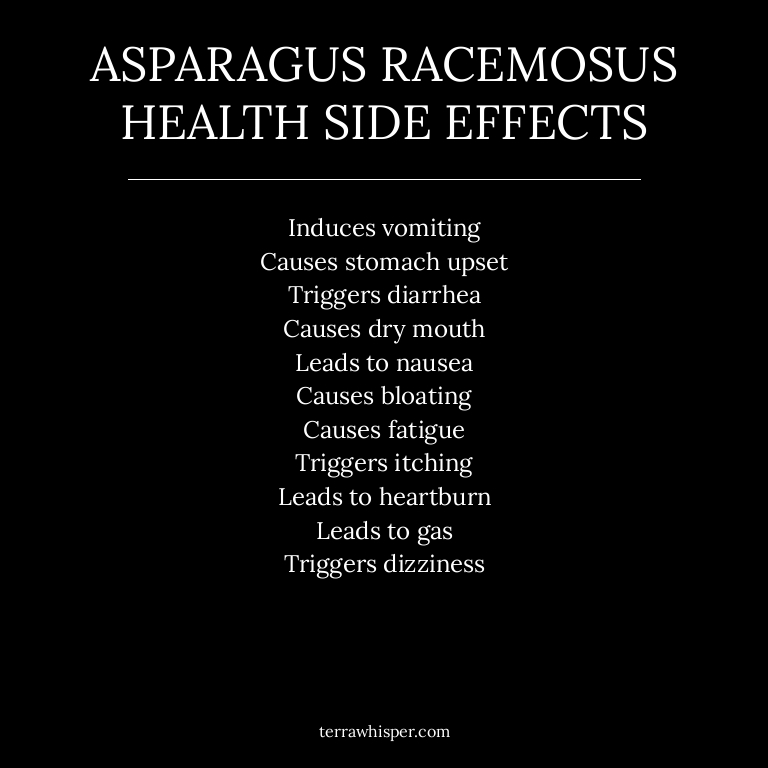 ASPARAGUS RACEMOSUS
HEALTH SIDE EFFECTS
Induces vomiting
Causes stomach upset
Triggers diarrhea
Causes dry mouth
Leads to nausea
Causes bloating
Causes fatigue
Triggers itching
Leads to heartburn
Leads to gas
Triggers dizziness
terrawhisper.com